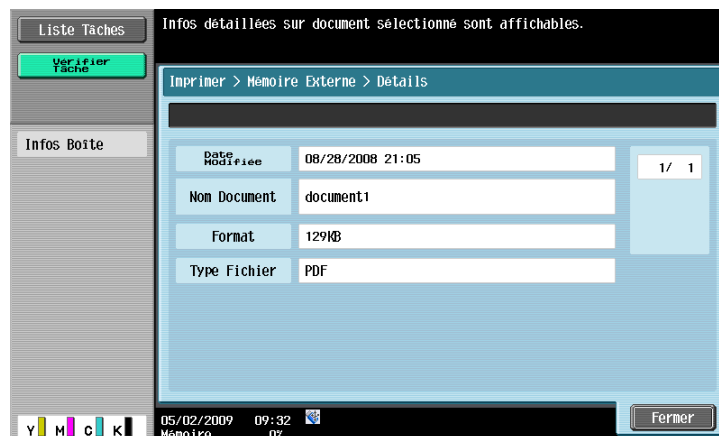 Liste Tâches
Infos détaillées sur document sélectionné sont affichables.
Vérifier
Tâche
Imprimer > Mémoire Externe > Détails
Infos Boîte
Date
Modifiée
08/28/2008 21:05
1/ 1
Nom Document
document1
Format
129KB
Type Fichier
PDF
Y M C K
05/02/2009 09:32
Mémoire 0%
Fermer